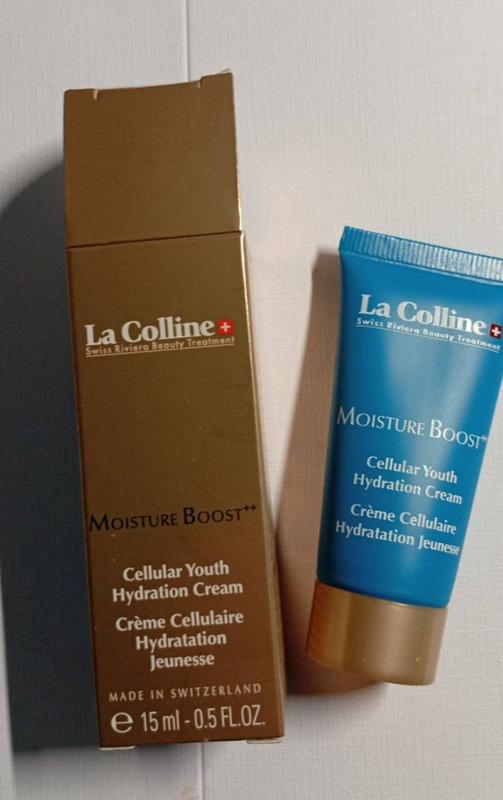 La Colline
Swiss Riviera Beauty Treatment
MOISTURE BOOST++
Cellular Youth
Hydration Cream
Crème Cellulaire
Hydratation
Jeunesse
MADE IN SWITZERLAND
e 15 ml - 0.5 FL.OZ.
La Colline
Swiss Riviera Beauty Treatment
MOISTURE BOOST++
Cellular Youth
Hydration Cream
Crème Cellulaire
Hydratation Jeunesse